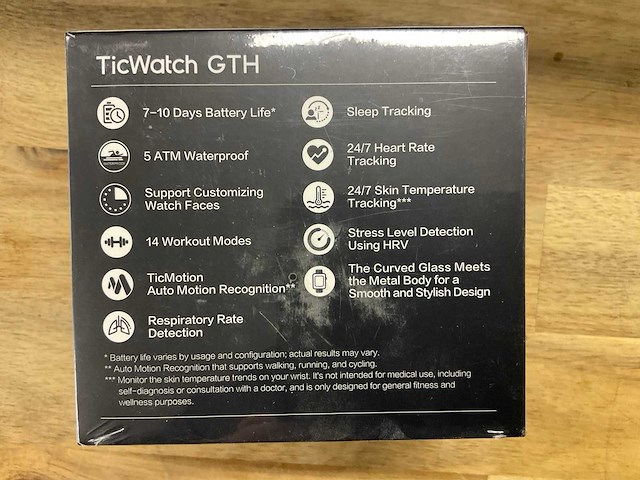 TicWatch GTH
7-10 Days Battery Life*
5 ATM Waterproof
Support Customizing
Watch Faces
14 Workout Modes
TicMotion
Auto Motion Recognition**
Respiratory Rate
Detection
Sleep Tracking
24/7 Heart Rate
Tracking
24/7 Skin Temperature
Tracking***
Stress Level Detection
Using HRV
The Curved Glass Meets
the Metal Body for a
Smooth and Stylish Design
* Battery life varies by usage and configuration; actual results may vary.
** Auto Motion Recognition that supports walking, running, and cycling.
*** Monitor the skin temperature trends on your wrist. It's not intended for medical use, including
self-diagnosis or consultation with a doctor, and is only designed for general fitness and
wellness purposes.